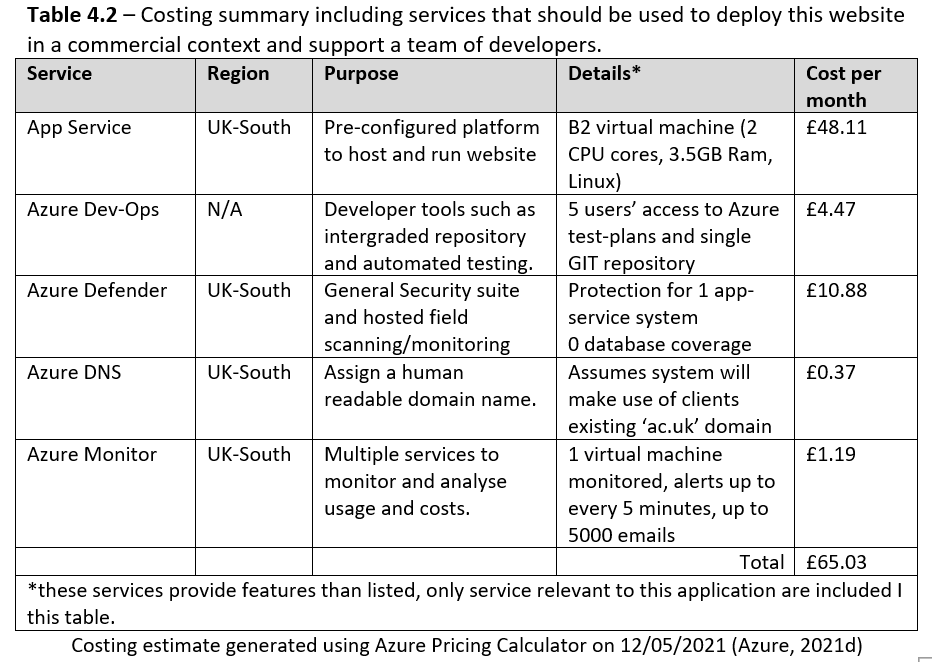 Table 4.2 – Costing summary including services that should be used to deploy this website
in a commercial context and support a team of developers.
Service Region Purpose Details* Cost per
month
App Service UK-South Pre-configured platform B2 virtual machine (2 £48.11
to host and run website CPU cores, 3.5GB Ram,
Linux)
Azure Dev-Ops N/A Developer tools such as 5 users’ access to Azure £4.47
intergraded repository test-plans and single
and automated testing. GIT repository
Azure Defender UK-South General Security suite Protection for 1 app- £10.88
and hosted field service system
scanning/monitoring 0 database coverage
Azure DNS UK-South Assign a human Assumes system will £0.37
readable domain name. make use of clients
existing ‘ac.uk’ domain
Azure Monitor UK-South Multiple services to 1 virtual machine £1.19
monitor and analyse monitored, alerts up to
usage and costs. every 5 minutes, up to
5000 emails
Total £65.03
*these services provide features than listed, only service relevant to this application are included I
this table.
Costing estimate generated using Azure Pricing Calculator on 12/05/2021 (Azure, 2021d)